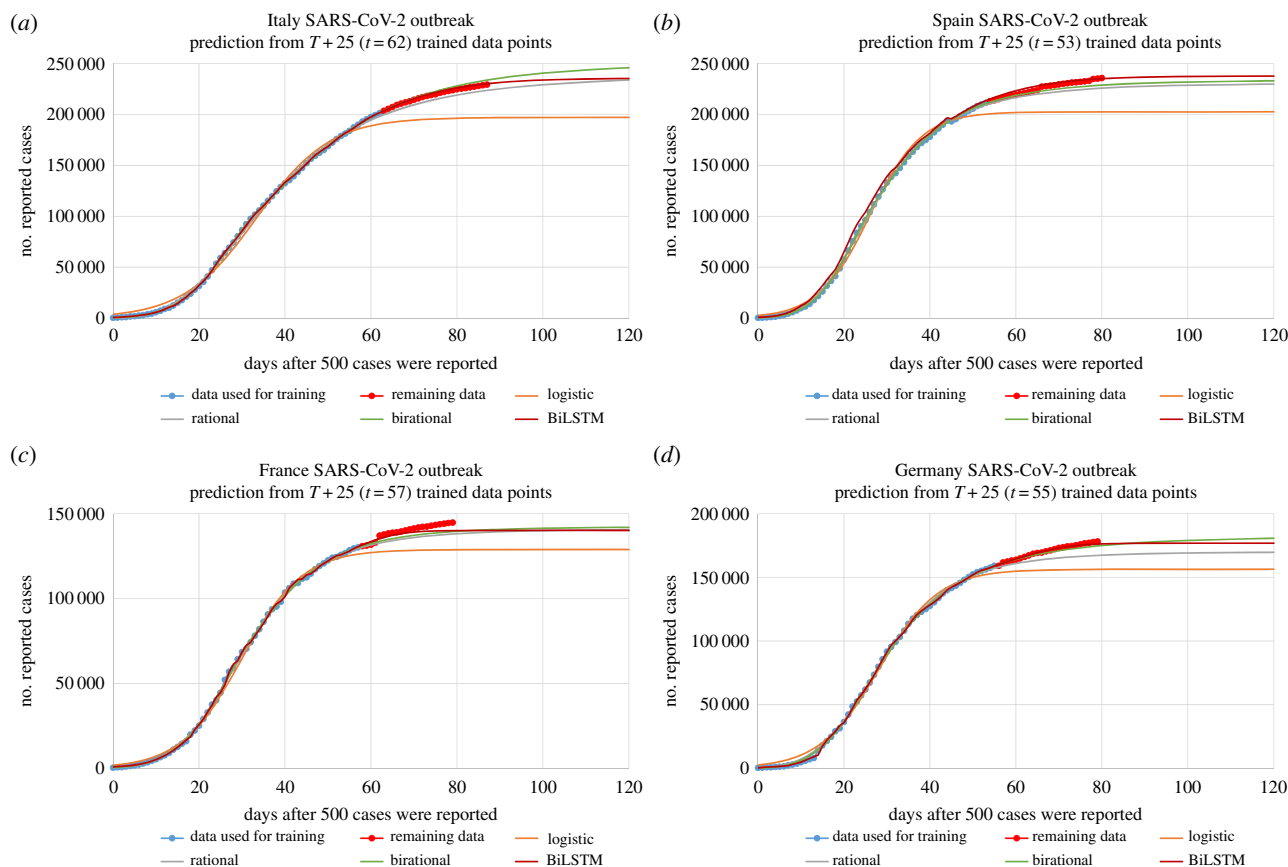 (a)
Italy SARS-CoV-2 outbreak
prediction from T + 25 (t = 62) trained data points
250 000
200 000
150 000
100 000
50 000
0
no. reported cases
0 20 40 60 80 100 120
days after 500 cases were reported
data used for training remaining data logistic
rational birational BiLSTM
(b)
Spain SARS-CoV-2 outbreak
prediction from T + 25 (t = 53) trained data points
250 000
200 000
150 000
100 000
50 000
0
no. reported cases
0 20 40 60 80 100 120
days after 500 cases were reported
data used for training remaining data logistic
rational birational BiLSTM
(c)
France SARS-CoV-2 outbreak
prediction from T + 25 (t = 57) trained data points
150 000
100 000
50 000
0
no. reported cases
0 20 40 60 80 100 120
days after 500 cases were reported
data used for training remaining data logistic
rational birational BiLSTM
(d)
Germany SARS-CoV-2 outbreak
prediction from T + 25 (t = 55) trained data points
200 000
150 000
100 000
50 000
0
no. reported cases
0 20 40 60 80 100 120
days after 500 cases were reported
data used for training remaining data logistic
rational birational BiLSTM